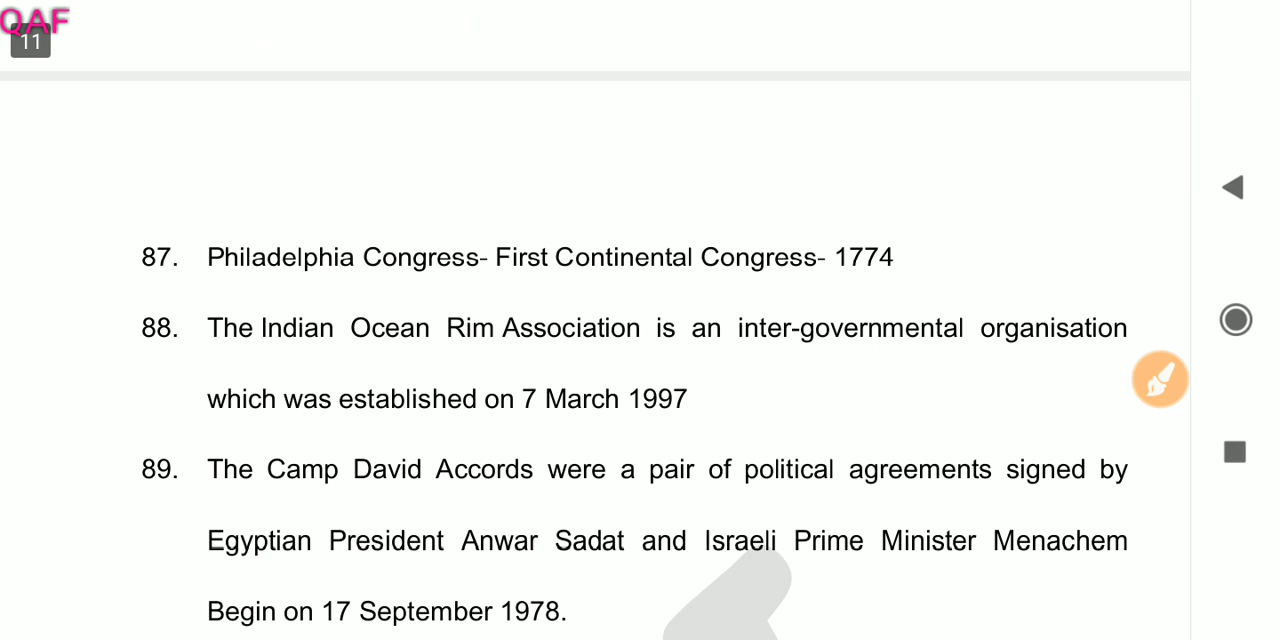 QAF
11
87. Philadelphia Congress- First Continental Congress- 1774
88. The Indian Ocean Rim Association is an inter-governmental organisation
which was established on 7 March 1997
89. The Camp David Accords were a pair of political agreements signed by
Egyptian President Anwar Sadat and Israeli Prime Minister Menachem
Begin on 17 September 1978.